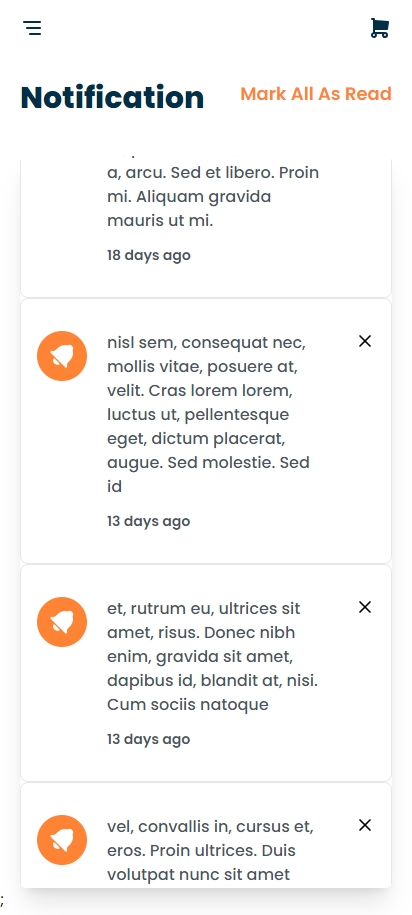 Notification
Mark All As Read
a, arcu. Sed et libero. Proin
mi. Aliquam gravida
mauris ut mi.
18 days ago
nisl sem, consequat nec,
mollis vitae, posuere at,
velit. Cras lorem lorem,
luctus ut, pellentesque
eget, dictum placerat,
augue. Sed molestie. Sed
id
13 days ago
et, rutrum eu, ultrices sit
amet, risus. Donec nibh
enim, gravida sit amet,
dapibus id, blandit at, nisi.
Cum sociis natoque
13 days ago
vel, convallis in, cursus et,
eros. Proin ultrices. Duis
volutpat nunc sit amet
;